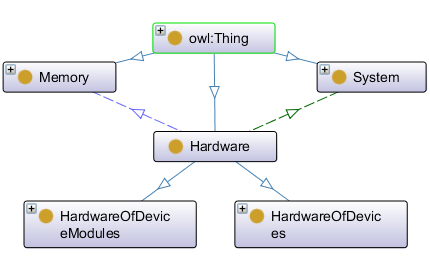 owl:Thing
Memory
System
Hardware
HardwareOfDevic
eModules
HardwareOfDevic
es